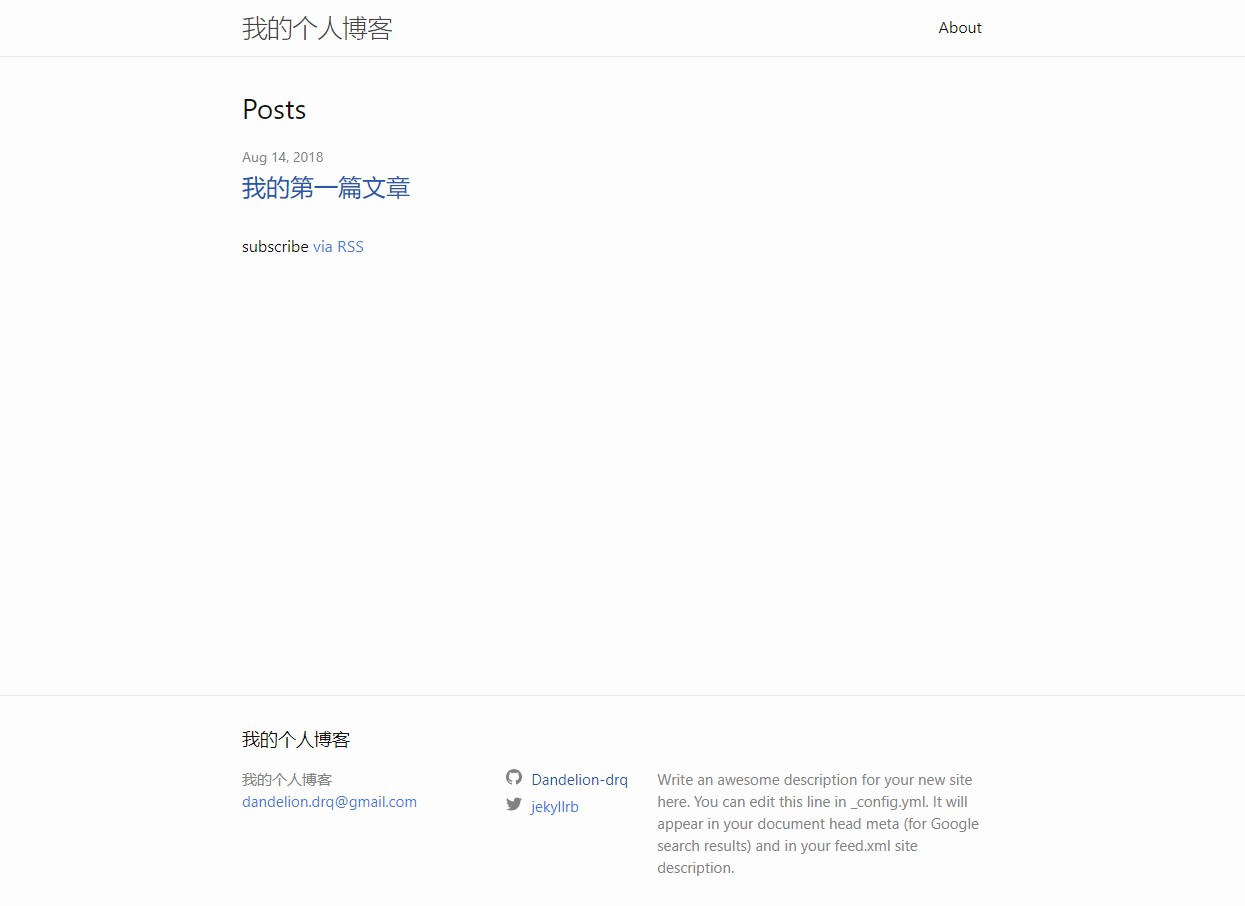 我的个人博客
About
Posts
Aug 14, 2018
我的第一篇文章
subscribe via RSS
我的个人博客
我的个人博客
dandelion.drq@gmail.com
Dandelion-drq
jekyllrb
Write an awesome description for your new site
here. You can edit this line in _config.yml. It will
appear in your document head meta (for Google
search results) and in your feed.xml site
description.